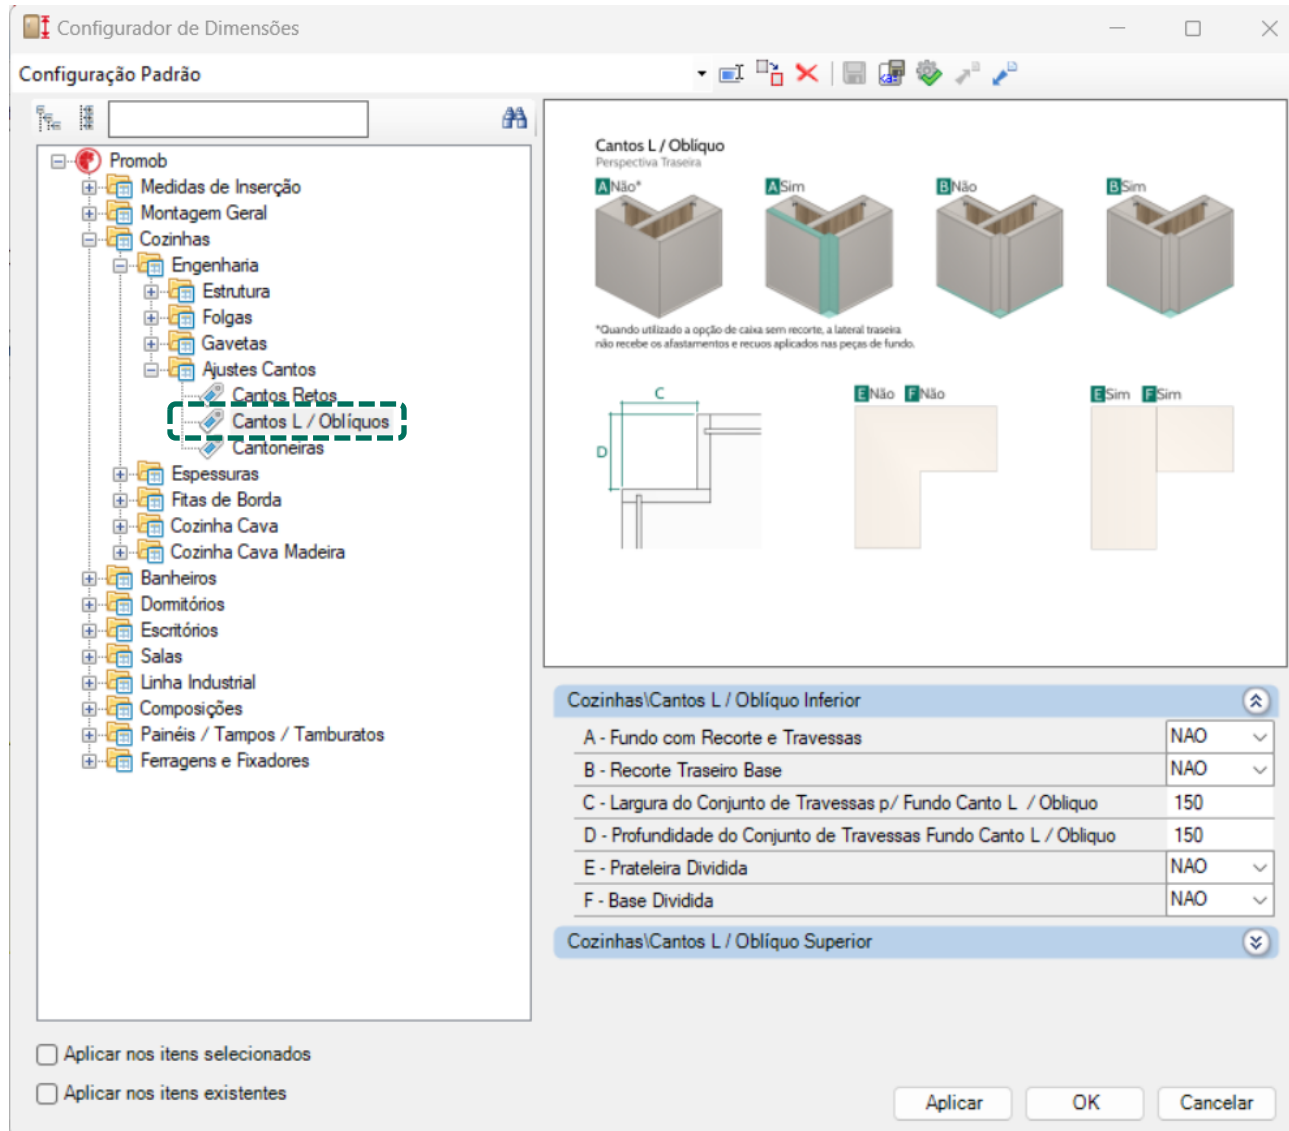 Configurador de Dimensões
Configuração Padrão
Promob
Medidas de Inserção
Montagem Geral
Cozinhas
Engenharia
Estrutura
Folgas
Gavetas
Ajustes Cantos
Cantos Retos
Cantos L / Oblíquos
Cantoneiras
Espessuras
Fitas de Borda
Cozinha Cava
Cozinha Cava Madeira
Banheiros
Dormitórios
Escritórios
Salas
Linha Industrial
Composições
Painéis / Tampos / Tamburatos
Ferragens e Fixadores
Aplicar nos itens selecionados
Aplicar nos itens existentes
Cantos L / Oblíquo
Perspectiva Traseira
A Não* A Sim B Não B Sim
*Quando utilizado a opção de caixa sem recorte, a lateral traseira
não recebe os afastamentos e recuos aplicados nas peças de fundo.
C
D
E Não F Não E Sim F Sim
Cozinhas\Cantos L / Oblíquo Inferior
A - Fundo com Recorte e Travessas NAO
B - Recorte Traseiro Base NAO
C - Largura do Conjunto de Travessas p/ Fundo Canto L / Obliquo 150
D - Profundidade do Conjunto de Travessas Fundo Canto L / Obliquo 150
E - Prateleira Dividida NAO
F - Base Dividida NAO
Cozinhas\Cantos L / Oblíquo Superior
Aplicar OK Cancelar